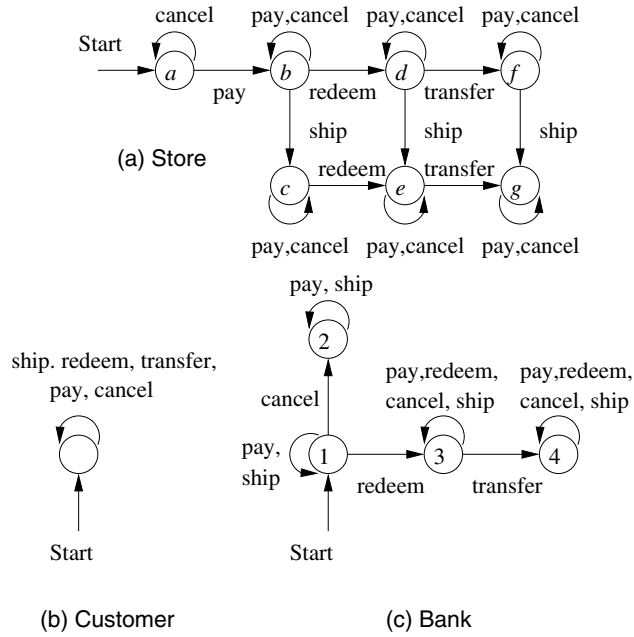 cancel pay,cancel pay,cancel pay,cancel
Start
a b d f
pay redeem transfer
ship ship ship
(a) Store
redeem transfer
c e g
pay,cancel pay,cancel pay,cancel
pay, ship
2
ship. redeem, transfer,
pay, cancel
cancel
pay,redeem,
cancel, ship
pay,redeem,
cancel, ship
pay,
ship
1 3 4
redeem transfer
Start Start
(b) Customer (c) Bank